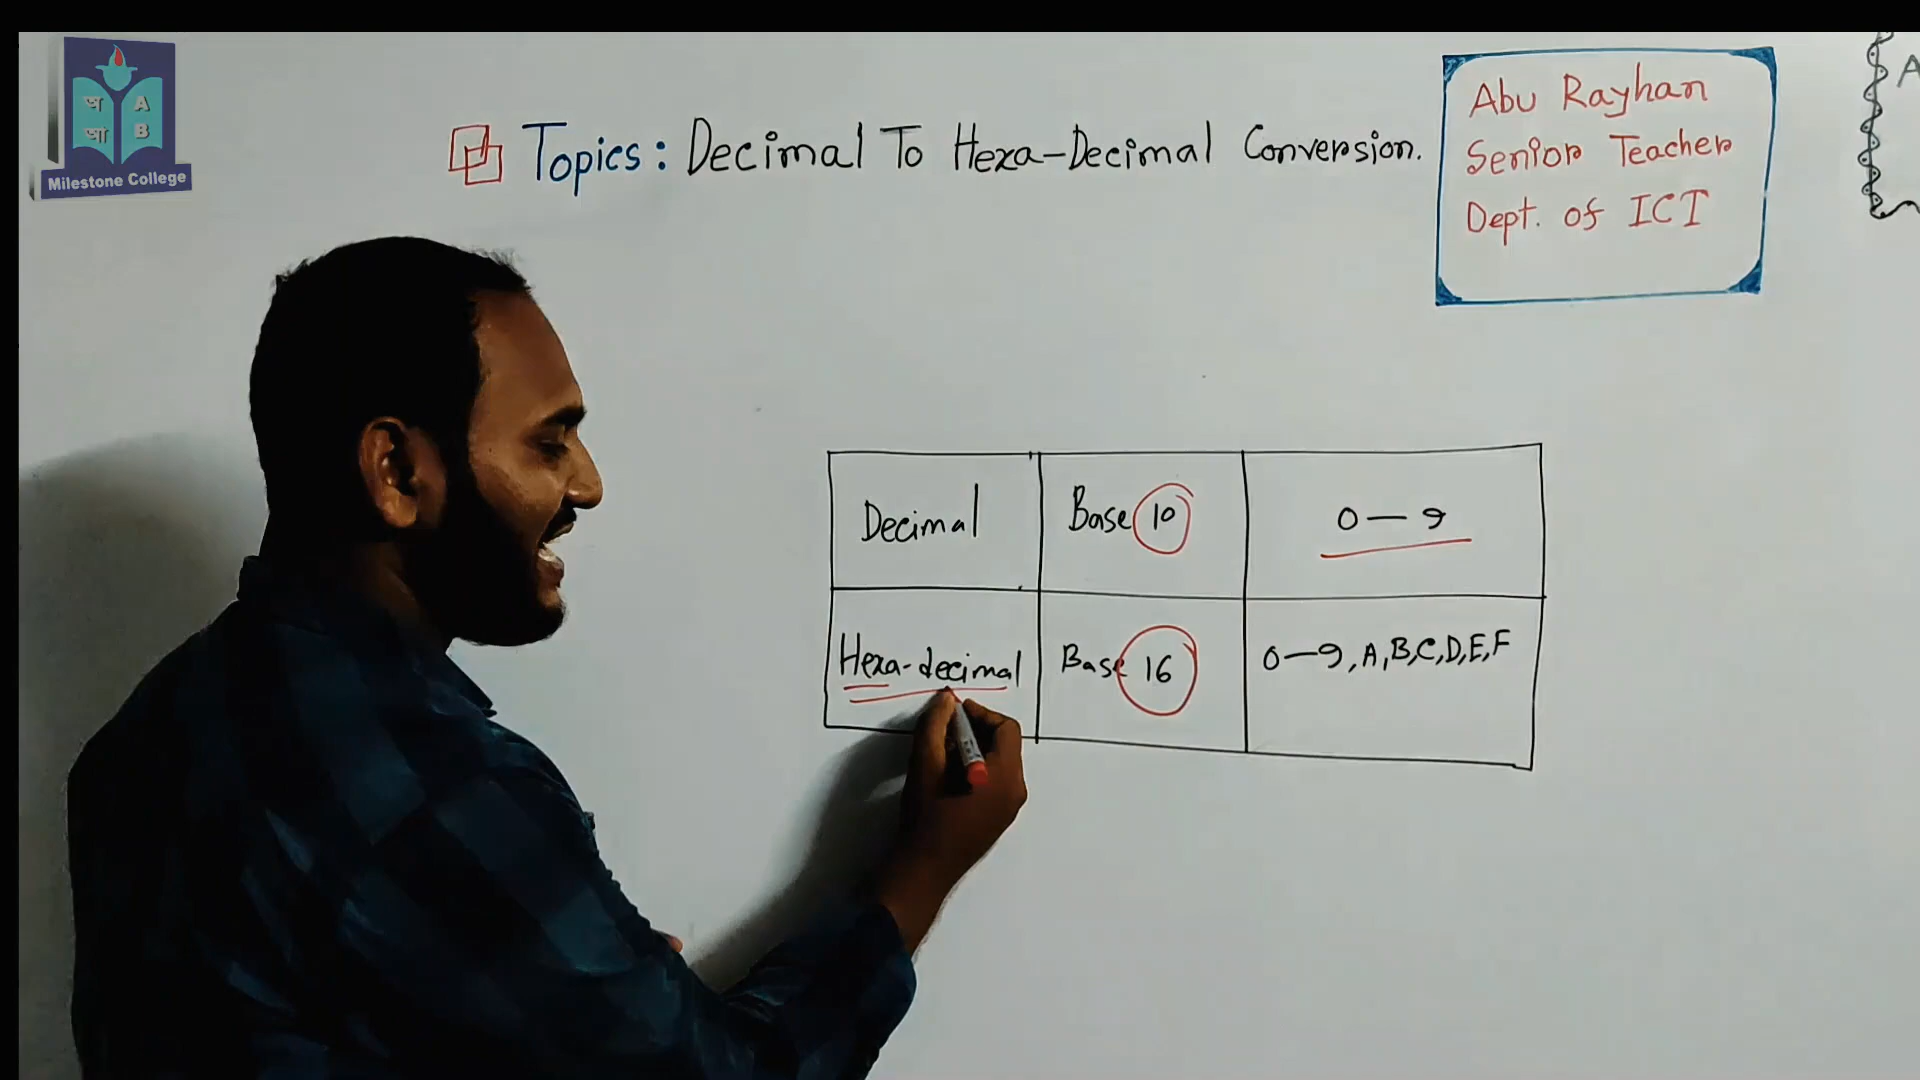 অ A
আ B
Milestone College
Topics: Decimal To Hexa-Decimal Conversion.
Abu Rayhan
Senior Teacher
Dept. of ICT
A
Decimal Base 10 0-9
Hexa-decimal Base 16 0-9, A, B, C, D, E, F